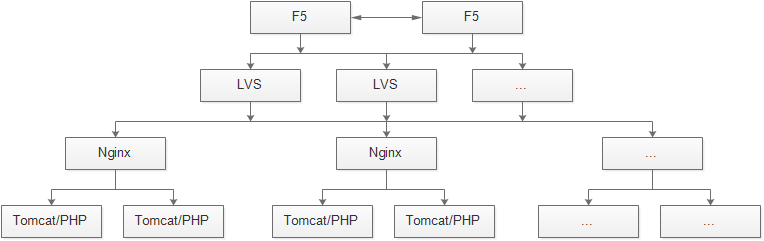 F5
F5
LVS
LVS
...
Nginx
Nginx
...
Tomcat/PHP
Tomcat/PHP
Tomcat/PHP
Tomcat/PHP
...
...